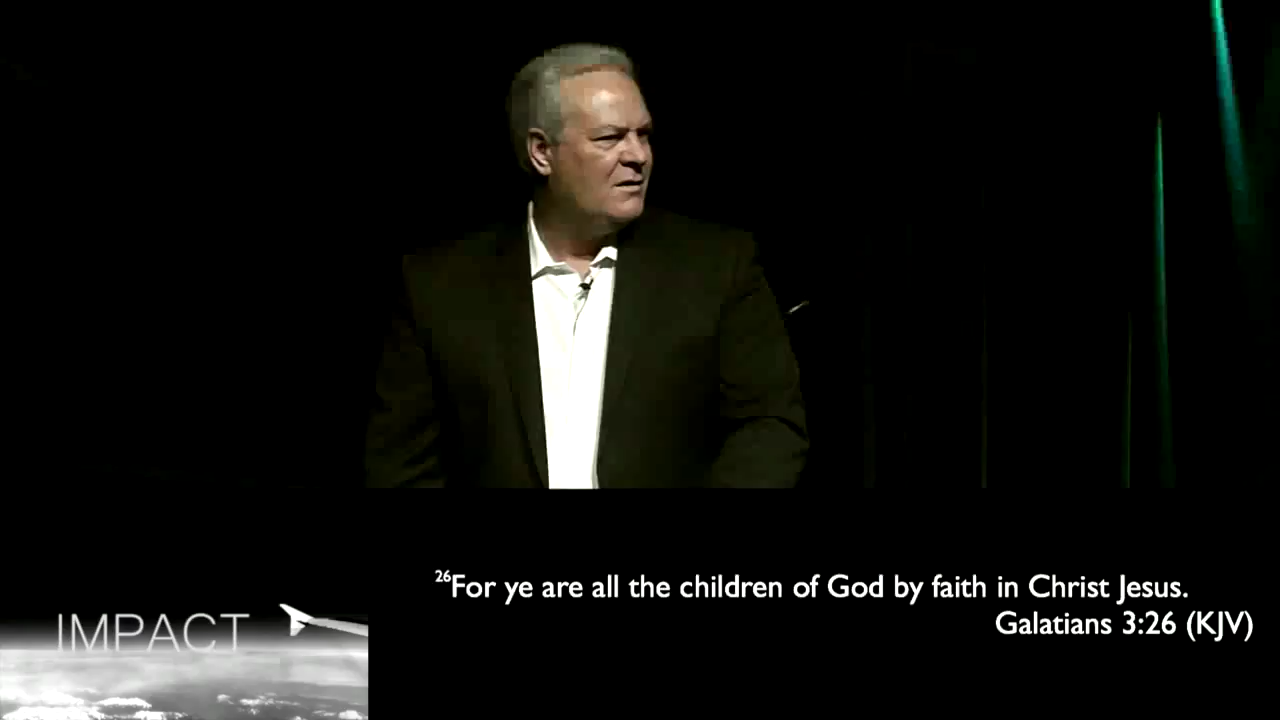 ²⁶For ye are all the children of God by faith in Christ Jesus.
Galatians 3:26 (KJV)
IMPACT